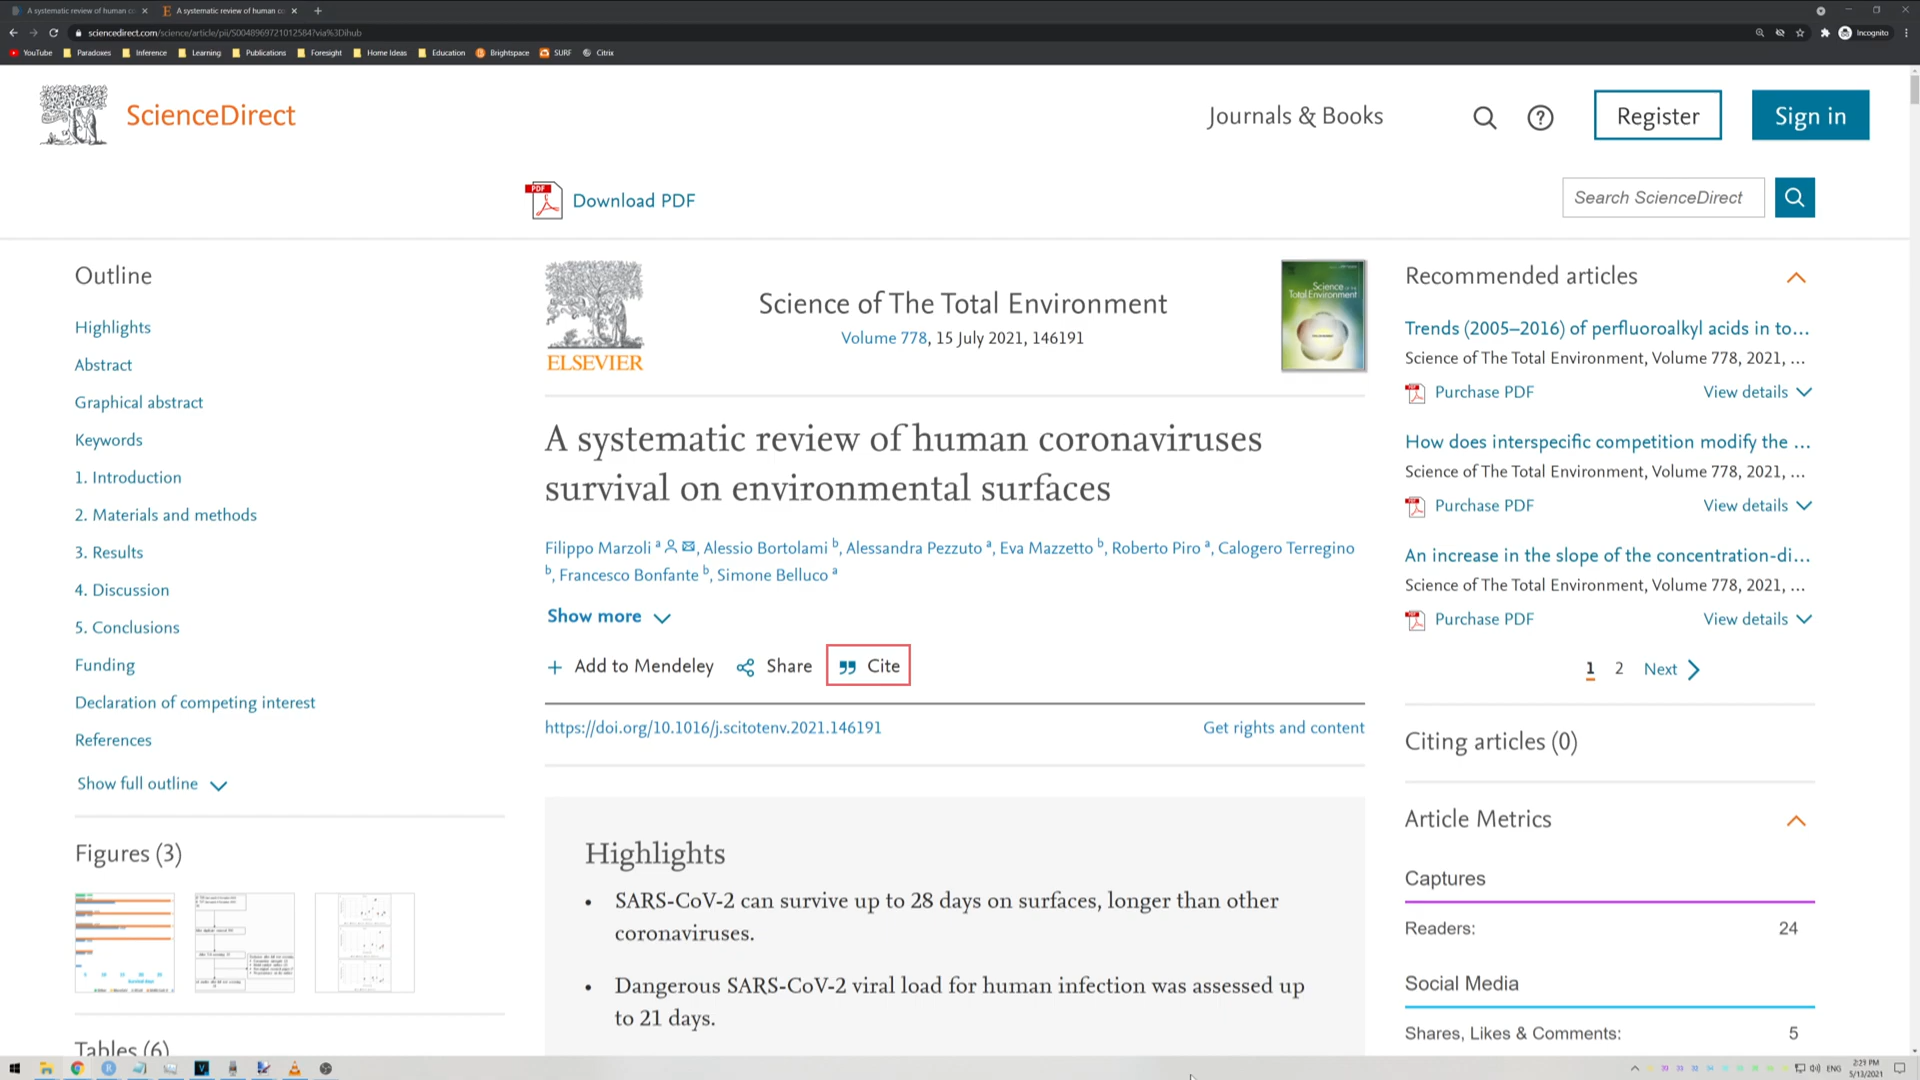 A systematic review of human co
A systematic review of human co
sciencedirect.com/science/article/pii/S0048969721012584?via%3Dihub
Incognito
YouTube
Paradoxes
Inference
Learning
Publications
Foresight
Home Ideas
Education
Brightspace
SURF
Citrix
ScienceDirect
Journals & Books
Register
Sign in
PDF
Download PDF
Search ScienceDirect
Outline
Highlights
Abstract
Graphical abstract
Keywords
1. Introduction
2. Materials and methods
3. Results
4. Discussion
5. Conclusions
Funding
Declaration of competing interest
References
Show full outline
Figures (3)
Tables (6)
ELSEVIER
Science of The Total Environment
Volume 778, 15 July 2021, 146191
Science of the
Total Environment
A systematic review of human coronaviruses
survival on environmental surfaces
Filippo Marzoli a, Alessio Bortolami b, Alessandra Pezzuto a, Eva Mazzetto b, Roberto Piro a, Calogero Terregino
b, Francesco Bonfante b, Simone Belluco a
Show more
Add to Mendeley
Share
Cite
https://doi.org/10.1016/j.scitotenv.2021.146191
Get rights and content
Highlights
• SARS-CoV-2 can survive up to 28 days on surfaces, longer than other
coronaviruses.
• Dangerous SARS-CoV-2 viral load for human infection was assessed up
to 21 days.
Recommended articles
Trends (2005–2016) of perfluoroalkyl acids in to...
Science of The Total Environment, Volume 778, 2021, ...
Purchase PDF
View details
How does interspecific competition modify the ...
Science of The Total Environment, Volume 778, 2021, ...
Purchase PDF
View details
An increase in the slope of the concentration-di...
Science of The Total Environment, Volume 778, 2021, ...
Purchase PDF
View details
1 2 Next
Citing articles (0)
Article Metrics
Captures
Readers: 24
Social Media
Shares, Likes & Comments: 5
ENG
2:29 PM
5/13/2021